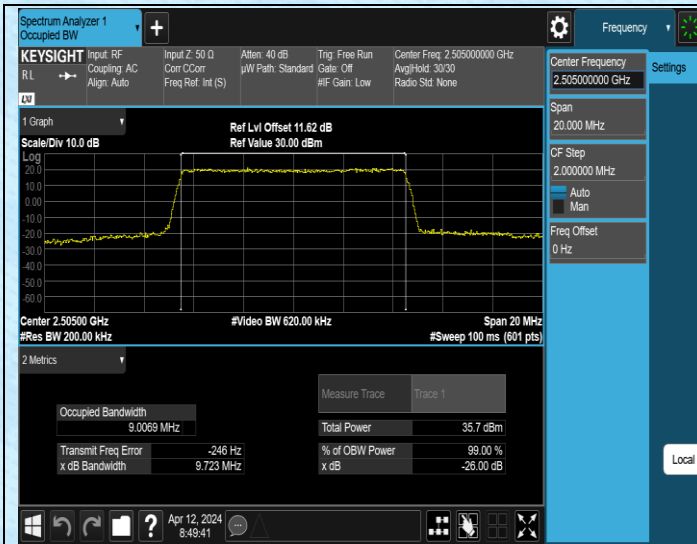 Spectrum Analyzer 1
Occupied BW
Frequency
KEYSIGHT
R L
LXI
Input: RF
Coupling: AC
Align: Auto
Input Z: 50 Ω
Corr CCorr
Freq Ref: Int (S)
Atten: 40 dB
µW Path: Standard
Trig: Free Run
Gate: Off
#IF Gain: Low
Center Freq: 2.505000000 GHz
Avg|Hold: 30/30
Radio Std: None
Center Frequency
2.505000000 GHz
Settings
Span
20.000 MHz
CF Step
2.000000 MHz
Auto
Man
Freq Offset
0 Hz
Local
1 Graph
Scale/Div 10.0 dB
Ref Lvl Offset 11.62 dB
Ref Value 30.00 dBm
Log
20.0
10.0
0.00
-10.0
-20.0
-30.0
-40.0
-50.0
-60.0
Center 2.50500 GHz
#Res BW 200.00 kHz
#Video BW 620.00 kHz
Span 20 MHz
#Sweep 100 ms (601 pts)
2 Metrics
Measure Trace
Trace 1
Occupied Bandwidth
9.0069 MHz
Total Power
35.7 dBm
Transmit Freq Error
-246 Hz
% of OBW Power
99.00 %
x dB Bandwidth
9.723 MHz
x dB
-26.00 dB
?
Apr 12, 2024
8:49:41